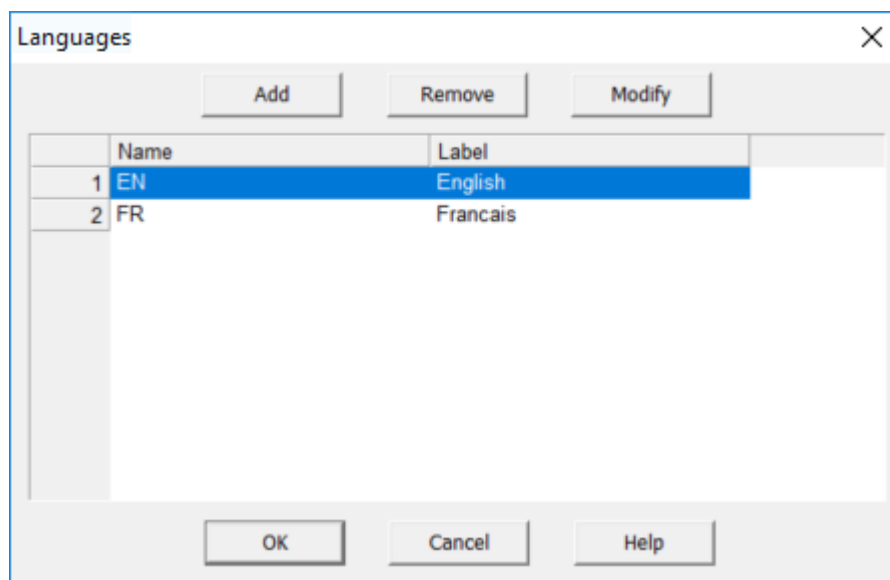 Languages
Add Remove Modify
Name Label
1 EN English
2 FR Francais
OK Cancel Help